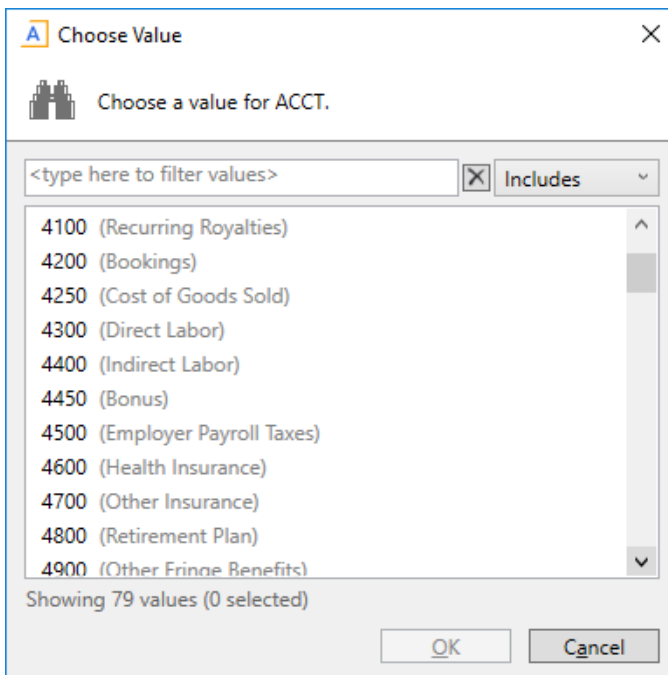 A Choose Value
Choose a value for ACCT.
<type here to filter values> Includes
4100 (Recurring Royalties)
4200 (Bookings)
4250 (Cost of Goods Sold)
4300 (Direct Labor)
4400 (Indirect Labor)
4450 (Bonus)
4500 (Employer Payroll Taxes)
4600 (Health Insurance)
4700 (Other Insurance)
4800 (Retirement Plan)
4900 (Other Fringe Benefits)
Showing 79 values (0 selected)
OK Cancel